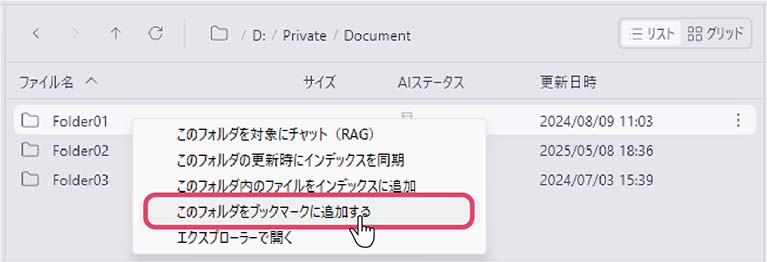 / D: / Private / Document
リスト グリッド
ファイル名 サイズ AIステータス 更新日時
Folder01 2024/08/09 11:03
このフォルダを対象にチャット（RAG）
Folder02 2025/05/08 18:36
このフォルダの更新時にインデックスを同期
Folder03 2024/07/03 15:39
このフォルダ内のファイルをインデックスに追加
このフォルダをブックマークに追加する
エクスプローラーで開く